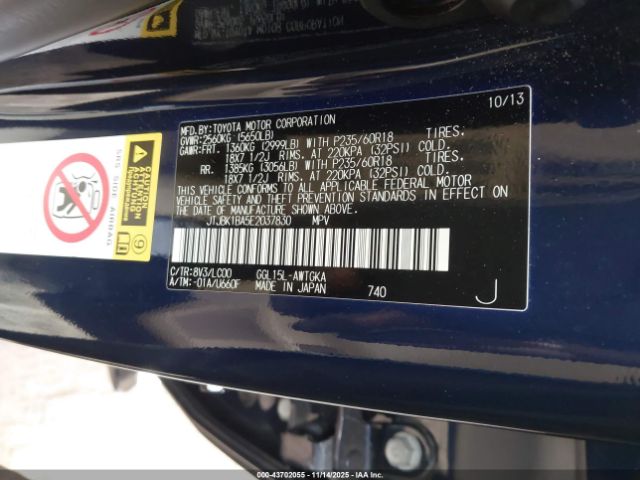 10/13
MFD.BY:TOYOTA MOTOR CORPORATION
GVWR:2560KG (5650LB)
GAWR:FRT. 1360KG (2999LB) WITH P235/60R18 TIRES.
18X7 1/2J RIMS. AT 220KPA (32PSI) COLD.
RR. 1385KG (3056LB) WITH P235/60R18 TIRES.
18X7 1/2J RIMS. AT 220KPA (32PSI) COLD.
THIS VEHICLE CONFORMS TO ALL APPLICABLE FEDERAL MOTOR
VEHICLE SAFETY AND THEFT PREVENTION STANDARDS IN EFFECT
ON THE DATE OF MANUFACTURE SHOWN ABOVE.
JTJBK1BA5E2037830 MPV
C/TR:8V3/LC00 GGL15L-AWTGKA
A/TM:-01A/U660F MADE IN JAPAN 740
J
SRS SIDE AIRBAG
9
IAA
000-43702055 - 11/14/2025 - IAAI.COM